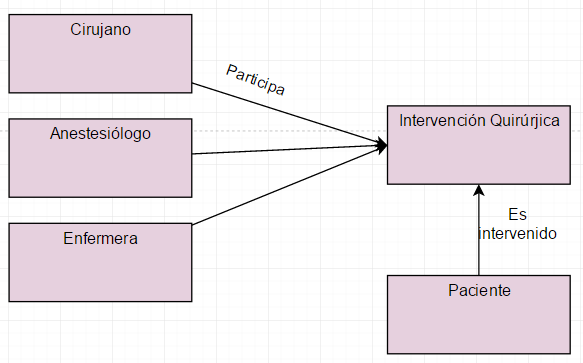 Cirujano
Participa
Intervención Quirúrjica
Anestesiólogo
Es
intervenido
Enfermera
Paciente